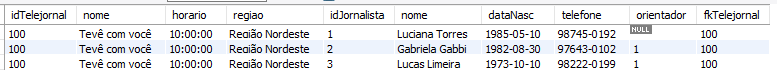 idTelejornal nome horario regiao idJornalista nome dataNasc telefone orientador fkTelejornal
100 Tevê com você 10:00:00 Região Nordeste 1 Luciana Torres 1985-05-10 98745-0192 NULL 100
100 Tevê com você 10:00:00 Região Nordeste 2 Gabriela Gabbi 1982-08-30 97643-0102 1 100
100 Tevê com você 10:00:00 Região Nordeste 3 Lucas Limeira 1973-10-10 98222-0199 1 100